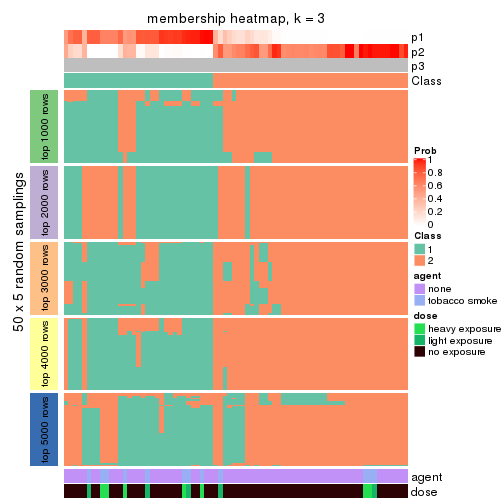 membership heatmap, k = 3
p1
p2
p3
Class
50 x 5 random samplings
top 1000 rows
top 2000 rows
top 3000 rows
top 4000 rows
top 5000 rows
agent
dose
Prob
1
0.8
0.6
0.4
0.2
0
Class
1
2
agent
none
tobacco smoke
dose
heavy exposure
light exposure
no exposure